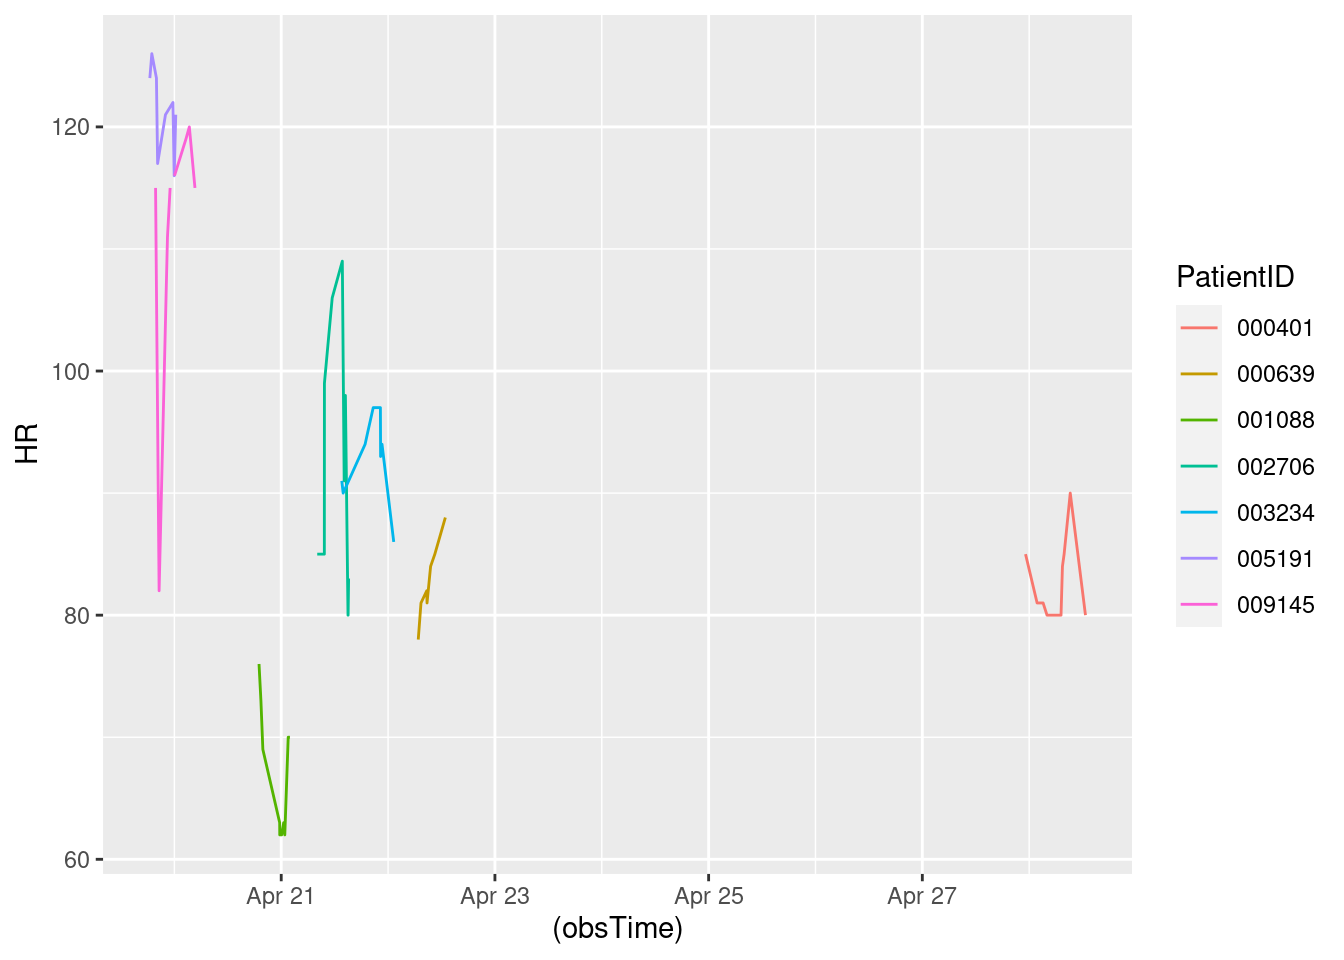 120
100
80
60
HR
Apr 21
Apr 23
Apr 25
Apr 27
(obsTime)
PatientID
000401
000639
001088
002706
003234
005191
009145